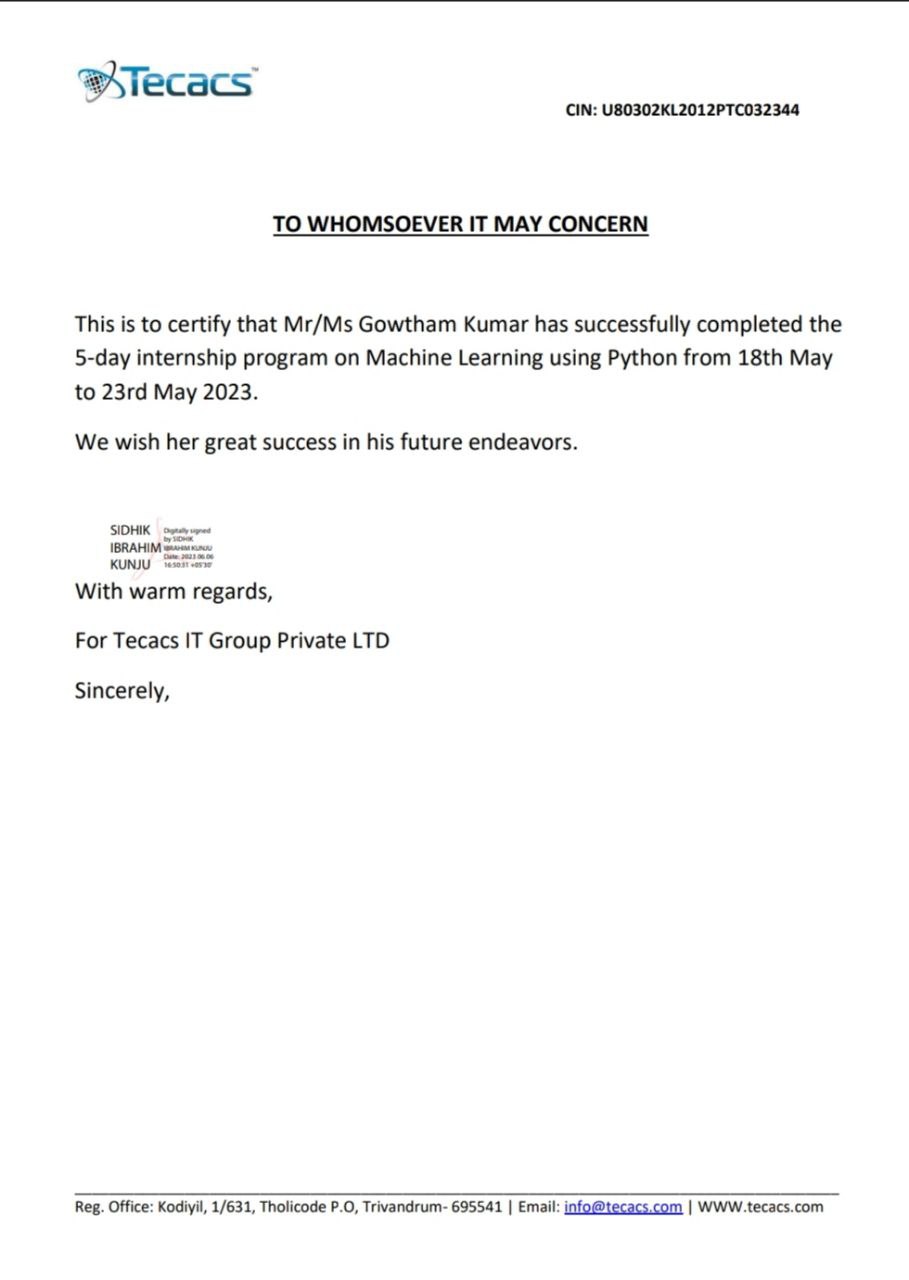 Tecacs™
CIN: U80302KL2012PTC032344
TO WHOMSOEVER IT MAY CONCERN
This is to certify that Mr/Ms Gowtham Kumar has successfully completed the
5-day internship program on Machine Learning using Python from 18th May
to 23rd May 2023.
We wish her great success in his future endeavors.
SIDHIK
IBRAHIM
KUNJU
Digitally signed
by SIDHIK
IBRAHIM KUNJU
Date: 2023.06.06
16:50:31 +05'30'
With warm regards,
For Tecacs IT Group Private LTD
Sincerely,
Reg. Office: Kodiyil, 1/631, Tholicode P.O, Trivandrum- 695541 | Email: info@tecacs.com | WWW.tecacs.com